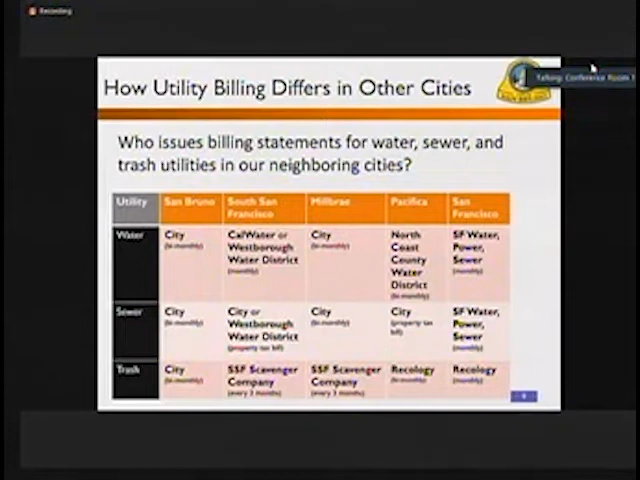 Recording
Talking: Conference Room 1
How Utility Billing Differs in Other Cities
SAN BRUNO
Who issues billing statements for water, sewer, and
trash utilities in our neighboring cities?
Utility San Bruno South San Francisco Millbrae Pacifica San Francisco
Water City (bi-monthly) CalWater or Westborough Water District (monthly) City (bi-monthly) North Coast County Water District (bi-monthly) SF Water, Power, Sewer (monthly)
Sewer City (bi-monthly) City or Westborough Water District (property tax bill) City (bi-monthly) City (property tax bill) SF Water, Power, Sewer (monthly)
Trash City (bi-monthly) SSF Scavenger Company (every 3 months) SSF Scavenger Company (every 3 months) Recology (bi-monthly) Recology (monthly)